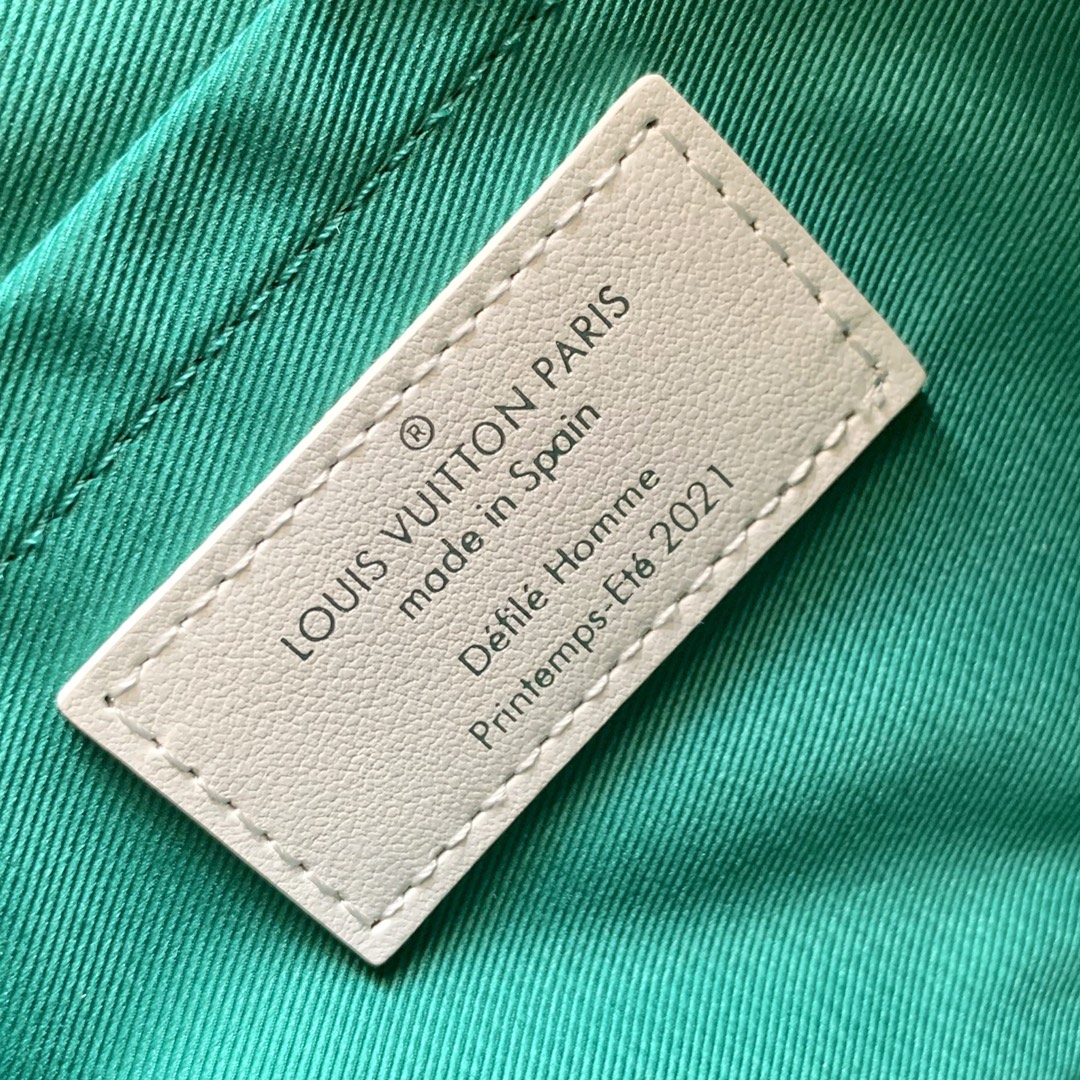 ®
LOUIS VUITTON PARIS
made in Spain
Défilé Homme
Printemps-Eté 2021